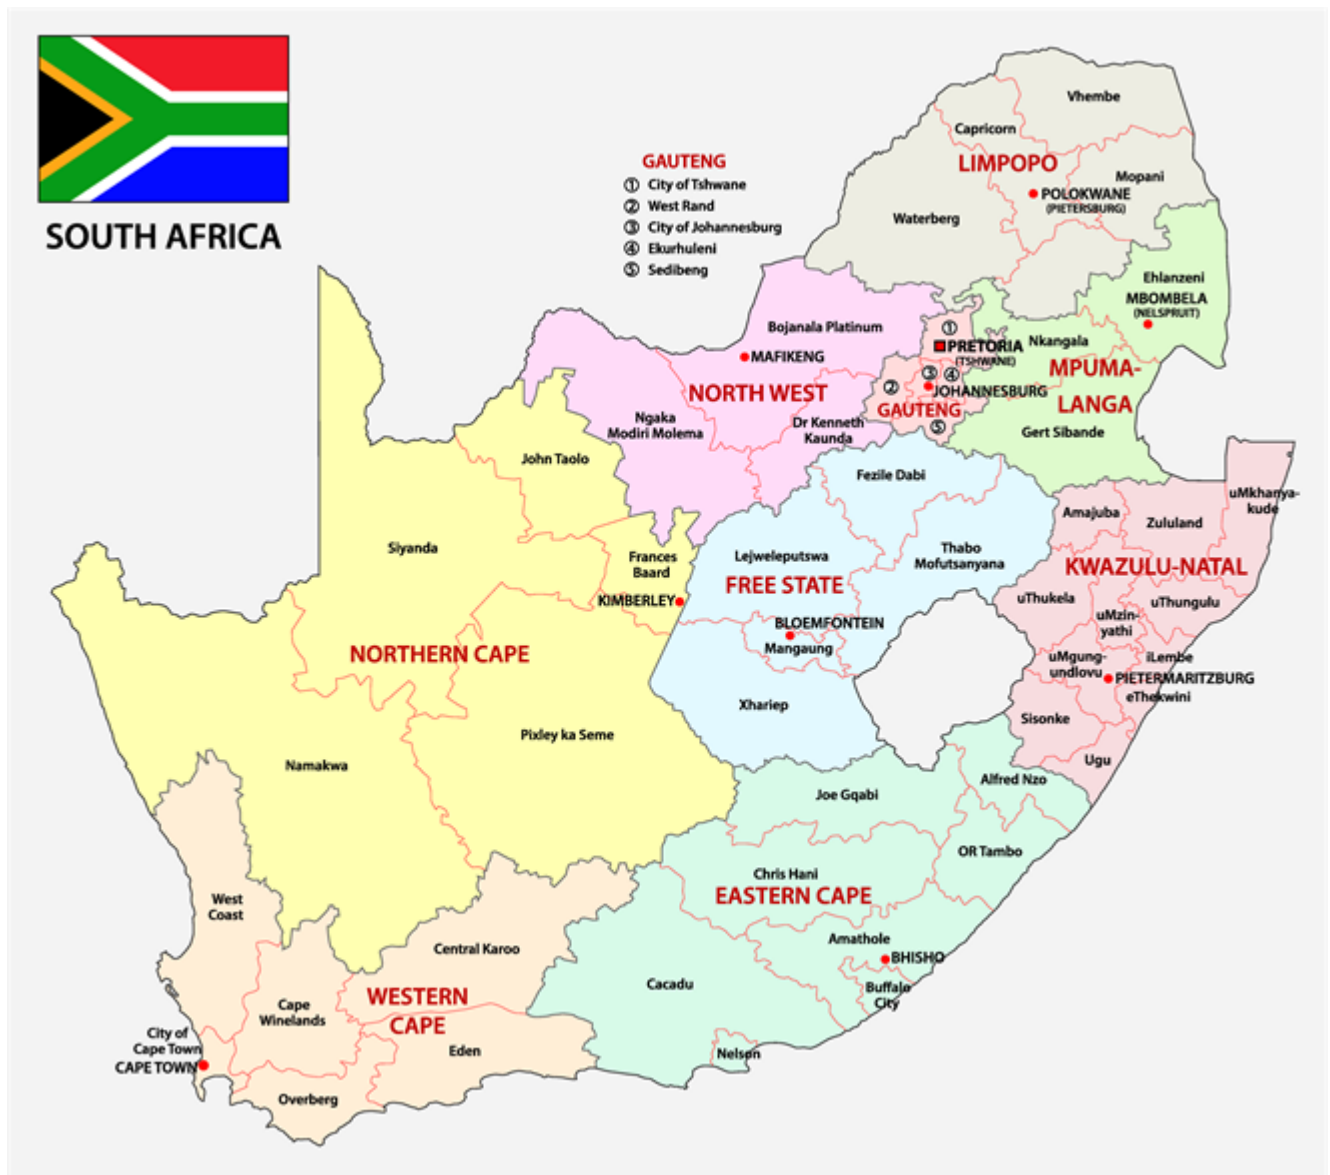 SOUTH AFRICA
GAUTENG
① City of Tshwane
② West Rand
③ City of Johannesburg
④ Ekurhuleni
⑤ Sedibeng
Vhembe
Capricorn
LIMPOPO
Mopani
POLOKWANE
(PIETERSBURG)
Waterberg
Ehlanzeni
MBOMBELA
(NELSPRUIT)
Bojanala Platinum
①
Nkangala
PRETORIA
(TSHWANE)
MAFIKENG
MPUMA-
LANGA
③
④
②
JOHANNESBURG
NORTH WEST
GAUTENG
⑤
Ngaka
Modiri Molema
Dr Kenneth
Kaunda
Gert Sibande
John Taolo
Fezile Dabi
uMkhanya-
kude
Amajuba
Zululand
Siyanda
Frances
Baard
Lejweleputswa
Thabo
Mofutsanyana
KWAZULU-NATAL
FREE STATE
KIMBERLEY
uThukela
uThungulu
uMzin-
yathi
BLOEMFONTEIN
Mangaung
NORTHERN CAPE
uMgung-
undlovu
iLembe
PIETERMARITZBURG
eThekwini
Xhariep
Sisonke
Pixley ka Seme
Namakwa
Ugu
Alfred Nzo
Joe Gqabi
OR Tambo
Chris Hani
EASTERN CAPE
West
Coast
Central Karoo
Amathole
BHISHO
Cacadu
Buffalo
City
WESTERN
CAPE
Cape
Winelands
City of
Cape Town
CAPE TOWN
Eden
Nelson
Overberg